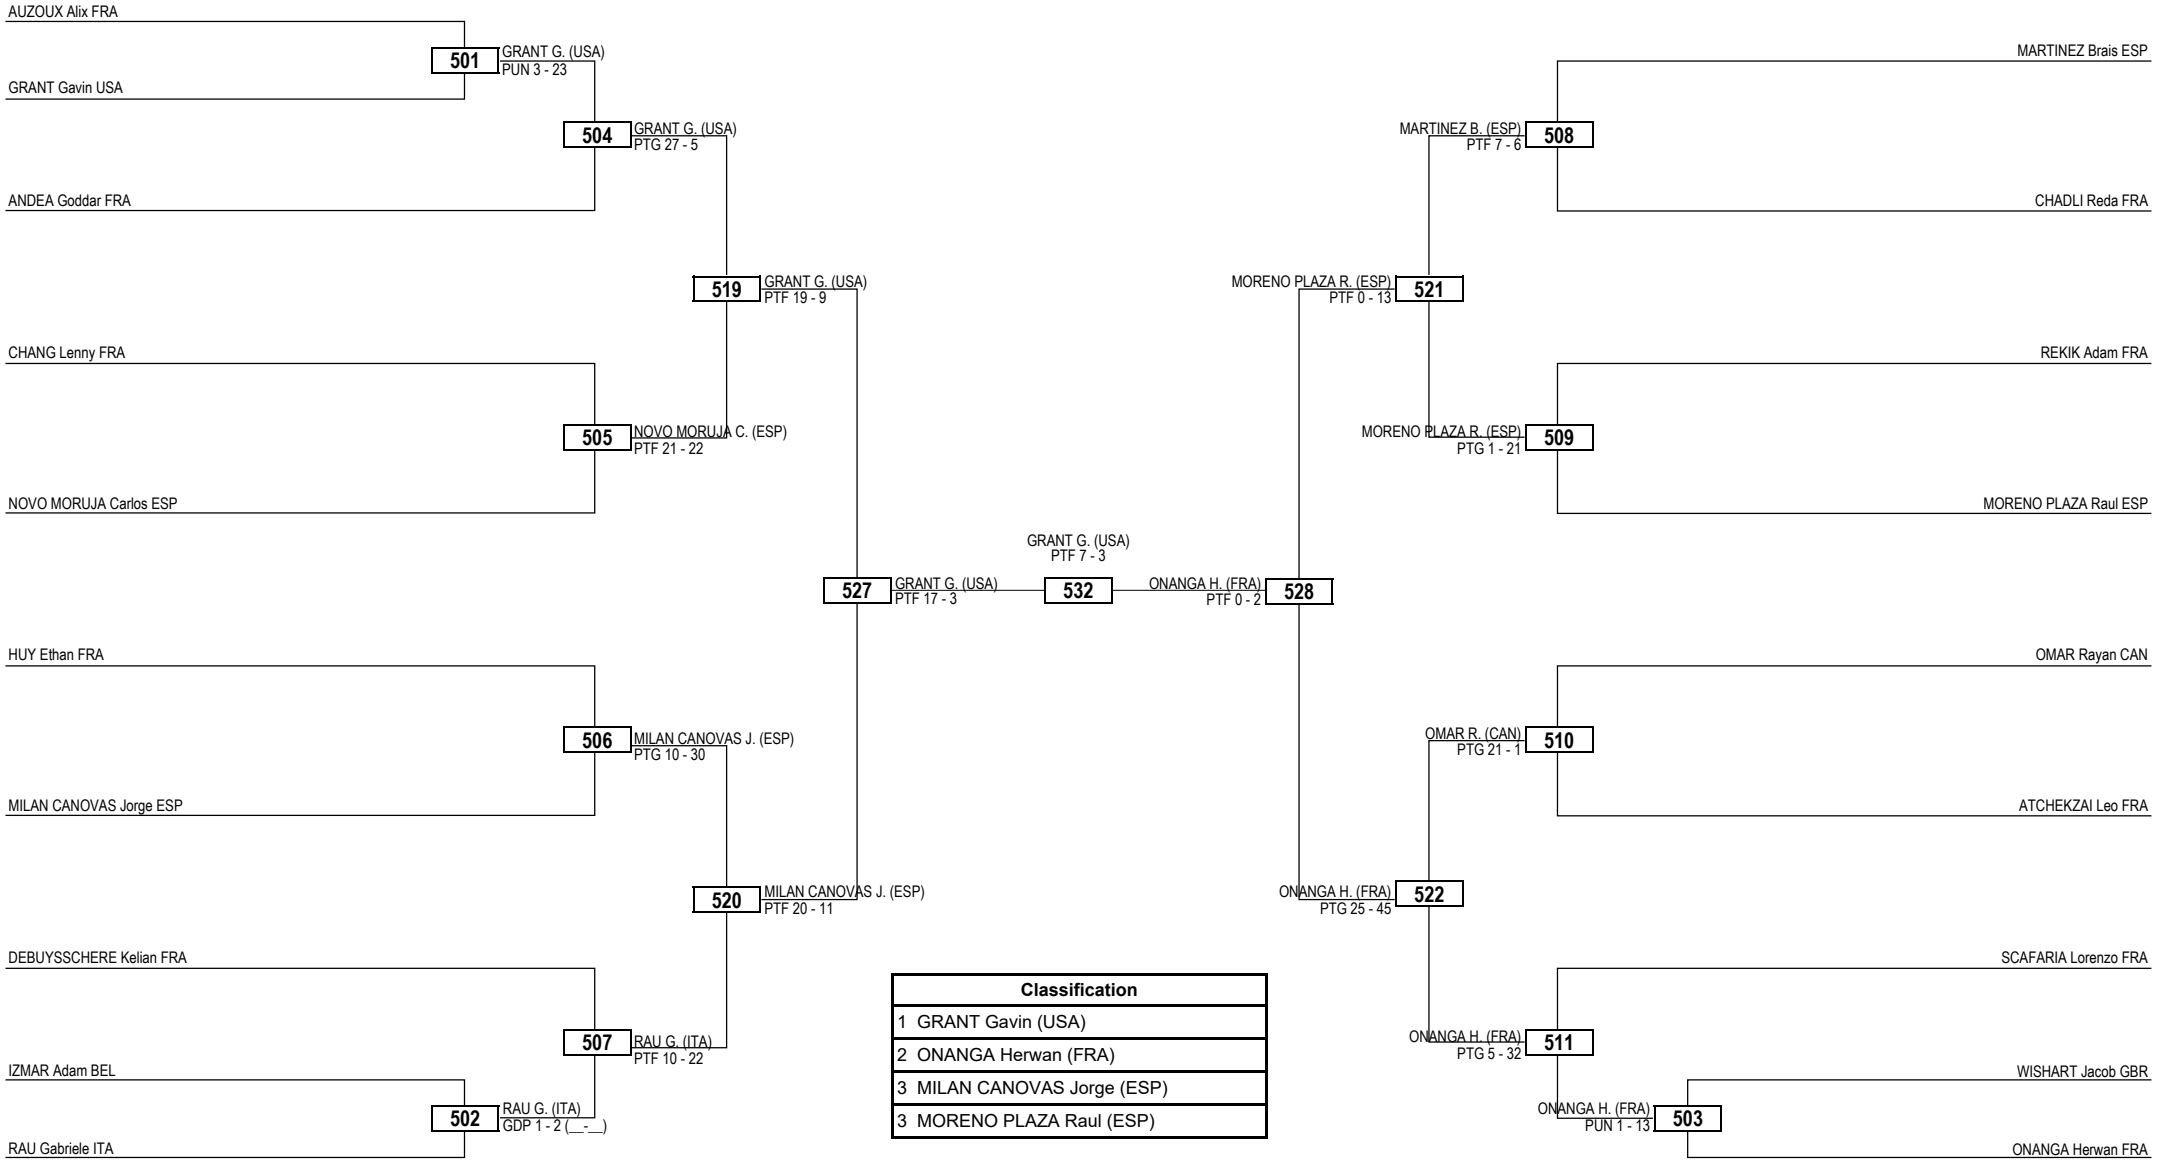 AUZOUX Alix FRA
501
GRANT G. (USA)
PUN 3 - 23
GRANT Gavin USA
504
GRANT G. (USA)
PTG 27 - 5
ANDEA Goddar FRA
519
GRANT G. (USA)
PTF 19 - 9
CHANG Lenny FRA
505
NOVO MORUJA C. (ESP)
PTF 21 - 22
NOVO MORUJA Carlos ESP
527
GRANT G. (USA)
PTF 17 - 3
HUY Ethan FRA
506
MILAN CANOVAS J. (ESP)
PTG 10 - 30
MILAN CANOVAS Jorge ESP
520
MILAN CANOVAS J. (ESP)
PTF 20 - 11
DEBUYSSCHERE Kelian FRA
507
RAU G. (ITA)
PTF 10 - 22
IZMAR Adam BEL
502
RAU G. (ITA)
GDP 1 - 2 (__-__)
RAU Gabriele ITA
GRANT G. (USA)
PTF 7 - 3
532
MARTINEZ Brais ESP
MARTINEZ B. (ESP)
PTF 7 - 6
508
CHADLI Reda FRA
MORENO PLAZA R. (ESP)
PTF 0 - 13
521
REKIK Adam FRA
MORENO PLAZA R. (ESP)
PTG 1 - 21
509
MORENO PLAZA Raul ESP
ONANGA H. (FRA)
PTF 0 - 2
528
OMAR Rayan CAN
OMAR R. (CAN)
PTG 21 - 1
510
ATCHEKZAI Leo FRA
ONANGA H. (FRA)
PTG 25 - 45
522
SCAFARIA Lorenzo FRA
ONANGA H. (FRA)
PTG 5 - 32
511
WISHART Jacob GBR
ONANGA H. (FRA)
PUN 1 - 13
503
ONANGA Herwan FRA
Classification
1 GRANT Gavin (USA)
2 ONANGA Herwan (FRA)
3 MILAN CANOVAS Jorge (ESP)
3 MORENO PLAZA Raul (ESP)